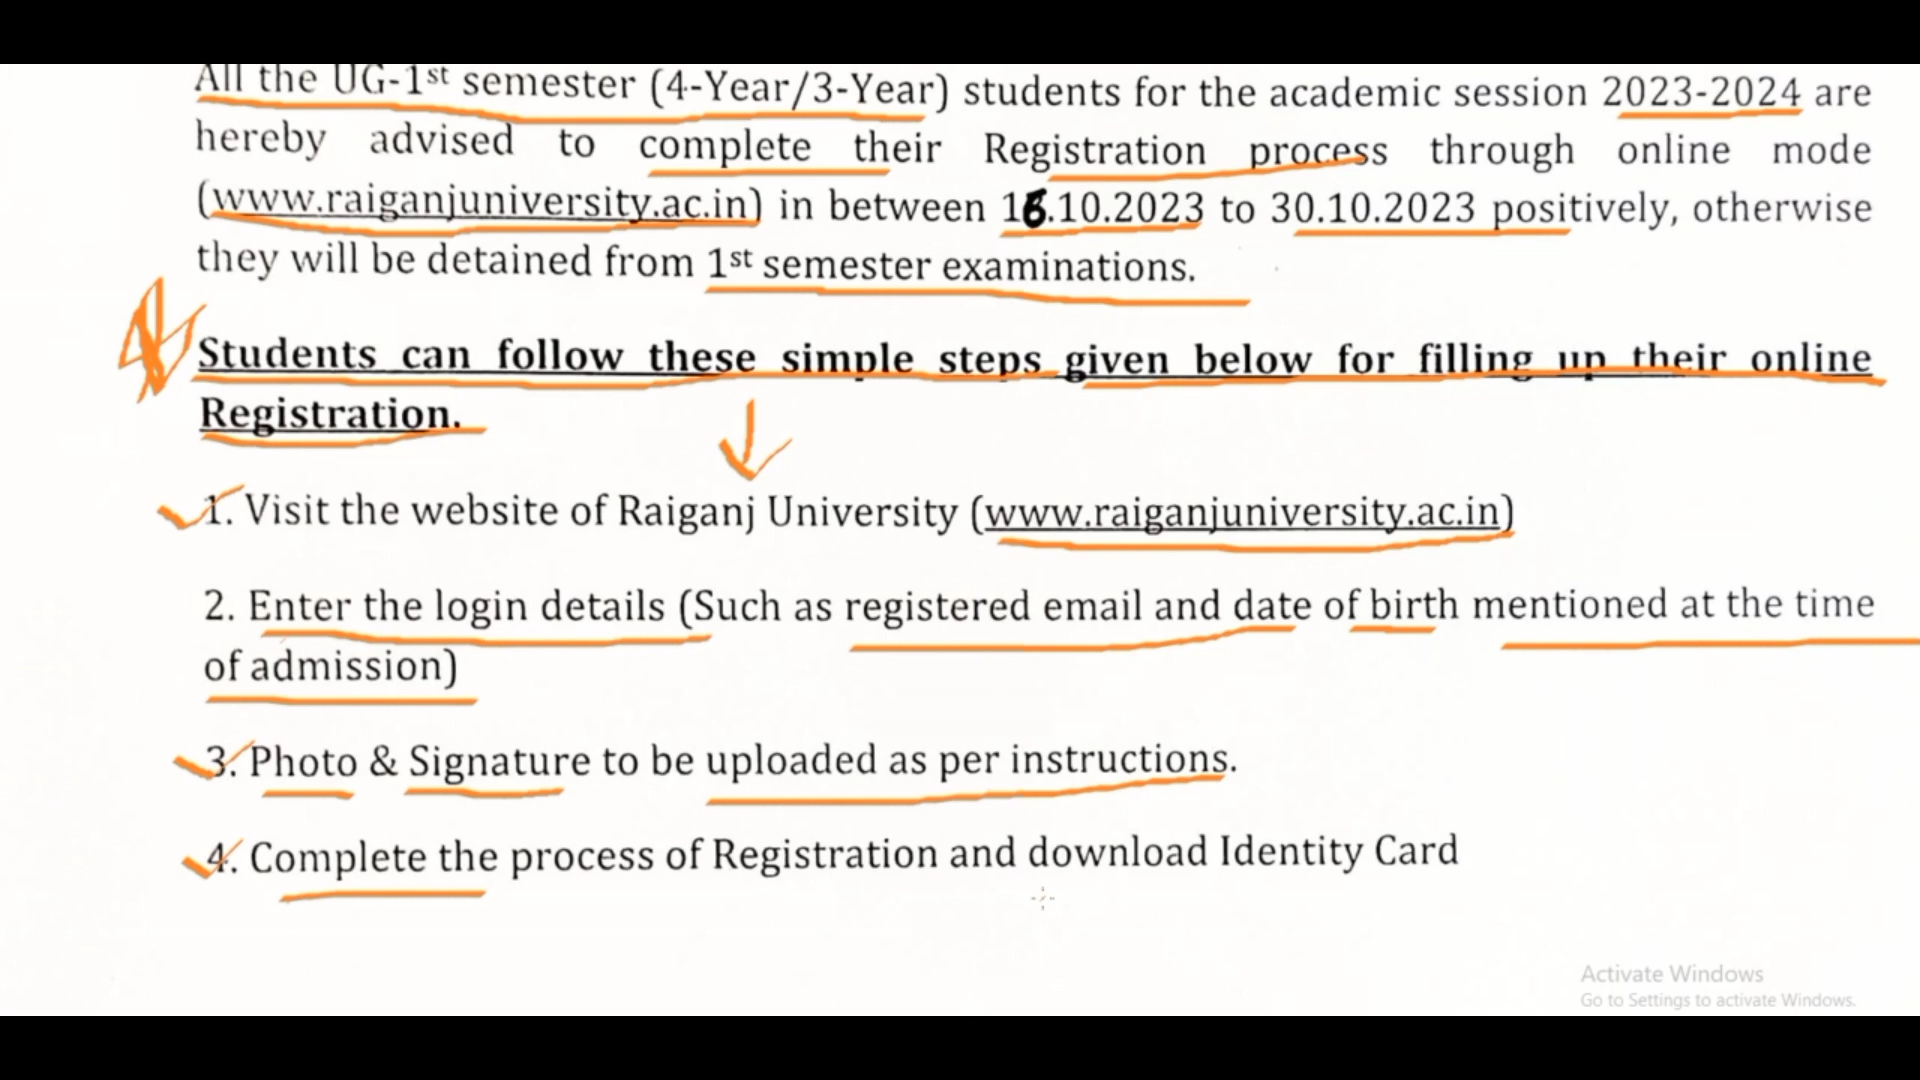 All the UG-1st semester (4-Year/3-Year) students for the academic session 2023-2024 are
hereby advised to complete their Registration process through online mode
(www.raiganjuniversity.ac.in) in between 16.10.2023 to 30.10.2023 positively, otherwise
they will be detained from 1st semester examinations.
Students can follow these simple steps given below for filling up their online
Registration.
1. Visit the website of Raiganj University (www.raiganjuniversity.ac.in)
2. Enter the login details (Such as registered email and date of birth mentioned at the time
of admission)
3. Photo & Signature to be uploaded as per instructions.
4. Complete the process of Registration and download Identity Card
Activate Windows
Go to Settings to activate Windows.